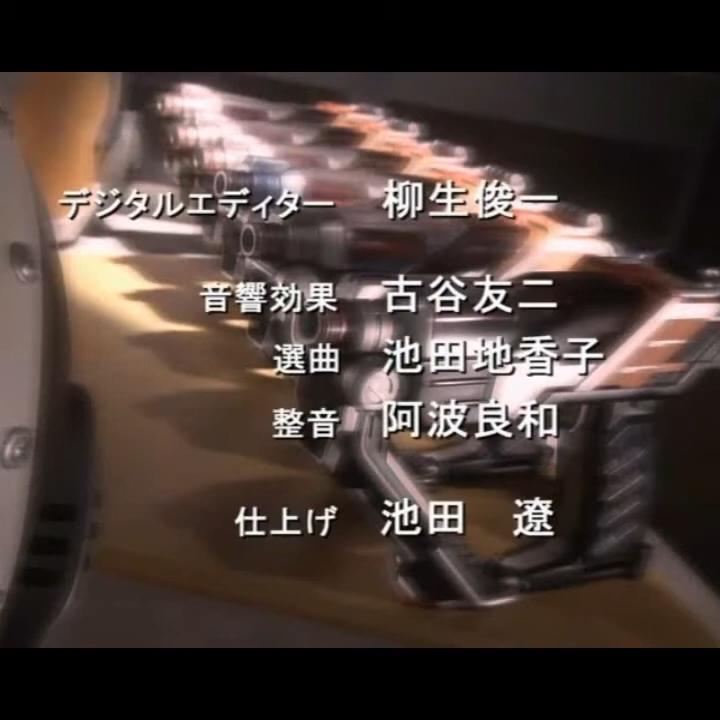 デジタルエディター 柳生俊一
音響効果 古谷友二
選曲 池田地香子
整音 阿波良和
仕上げ 池田 遼